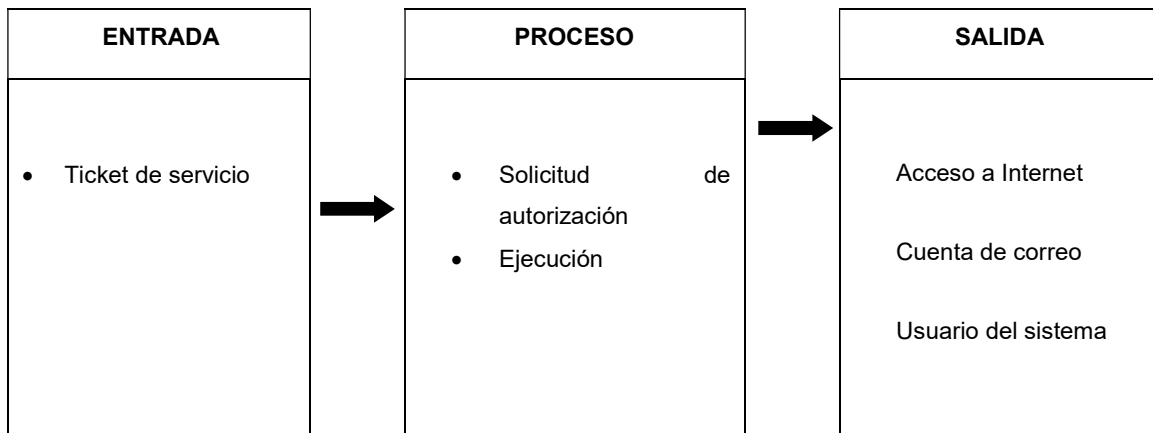 ENTRADA
PROCESO
SALIDA
• Ticket de servicio
• Solicitud de
autorización
• Ejecución
Acceso a Internet
Cuenta de correo
Usuario del sistema